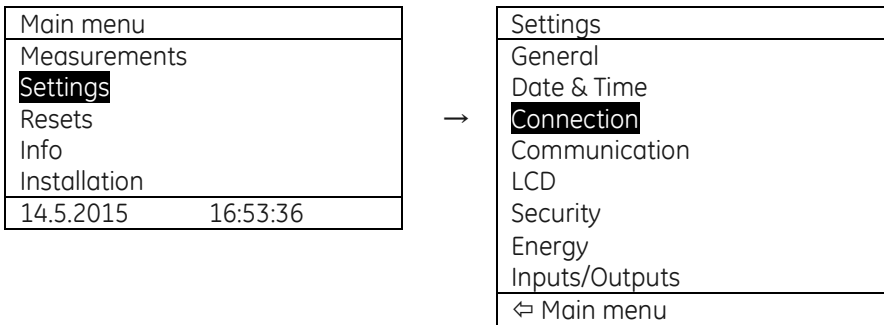 Main menu
Measurements
Settings
Resets
Info
Installation
14.5.2015 16:53:36
→
Settings
General
Date & Time
Connection
Communication
LCD
Security
Energy
Inputs/Outputs
⇦ Main menu